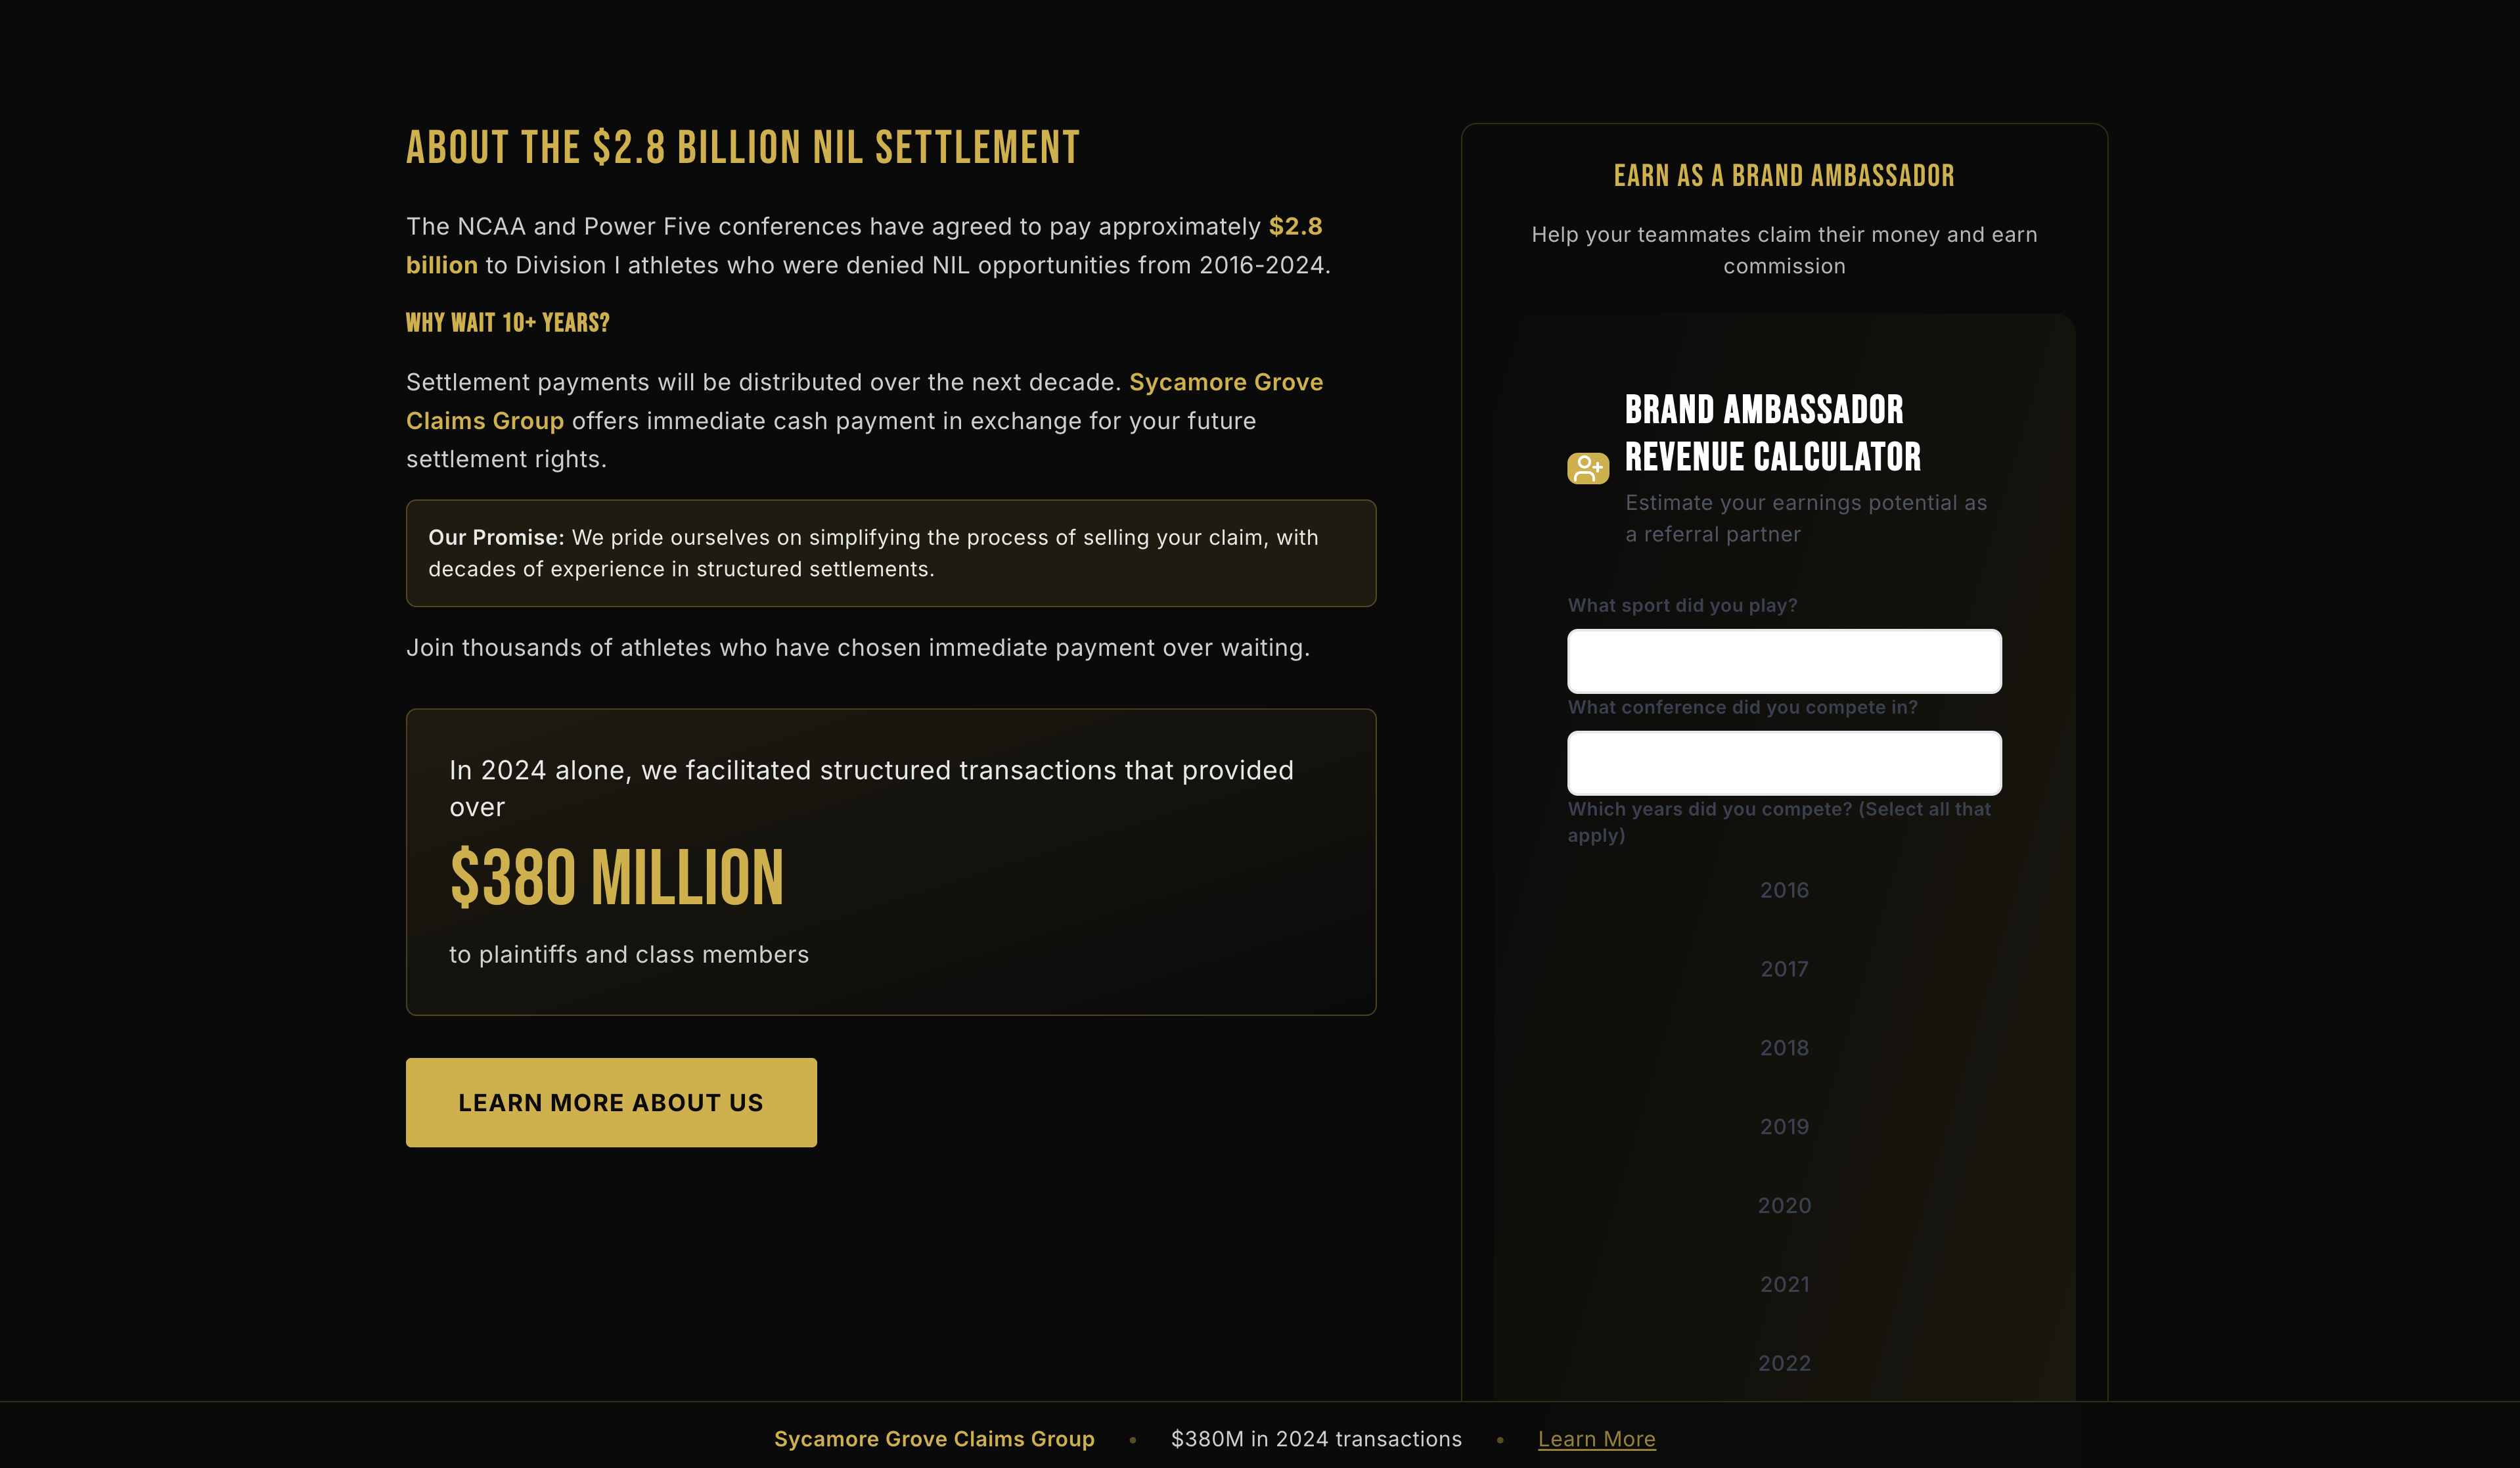 ABOUT THE $2.8 BILLION NIL SETTLEMENT
The NCAA and Power Five conferences have agreed to pay approximately $2.8
billion to Division I athletes who were denied NIL opportunities from 2016-2024.
WHY WAIT 10+ YEARS?
Settlement payments will be distributed over the next decade. Sycamore Grove
Claims Group offers immediate cash payment in exchange for your future
settlement rights.
Our Promise: We pride ourselves on simplifying the process of selling your claim, with
decades of experience in structured settlements.
Join thousands of athletes who have chosen immediate payment over waiting.
In 2024 alone, we facilitated structured transactions that provided
over
$380 MILLION
to plaintiffs and class members
LEARN MORE ABOUT US
EARN AS A BRAND AMBASSADOR
Help your teammates claim their money and earn
commission
BRAND AMBASSADOR
REVENUE CALCULATOR
Estimate your earnings potential as
a referral partner
What sport did you play?
What conference did you compete in?
Which years did you compete? (Select all that
apply)
2016
2017
2018
2019
2020
2021
2022
Sycamore Grove Claims Group • $380M in 2024 transactions • Learn More